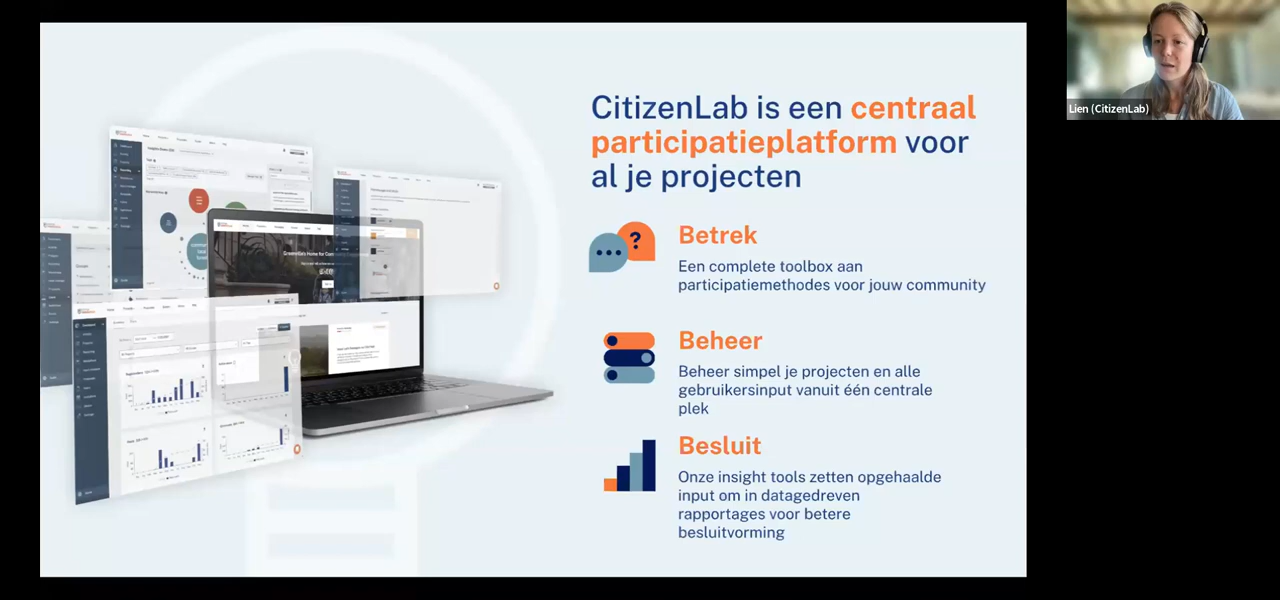 CitizenLab is een centraal
participatieplatform voor
al je projecten
Betrek
Een complete toolbox aan
participatiemethodes voor jouw community
Beheer
Beheer simpel je projecten en alle
gebruikersinput vanuit één centrale
plek
Besluit
Onze insight tools zetten opgehaalde
input om in datagedreven
rapportages voor betere
besluitvorming
Lien (CitizenLab)